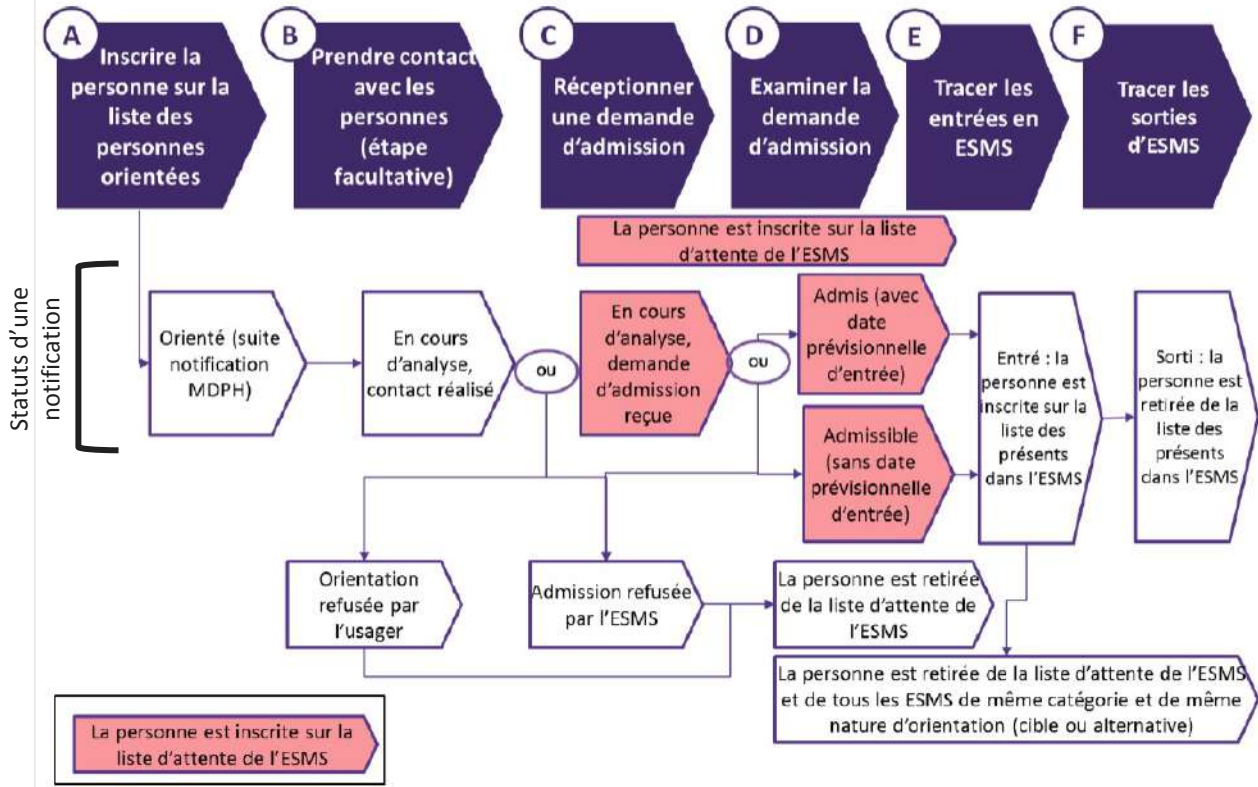 A
Inscrire la
personne sur la
liste des
personnes
orientées
B
Prendre contact
avec les
personnes
(étape
facultative)
C
Réceptionner
une demande
d'admission
D
Examiner la
demande
d'admission
E
Tracer les
entrées en
ESMS
F
Tracer les
sorties
d'ESMS
La personne est inscrite sur la liste
d'attente de l'ESMS
Statuts d'une
notification
Orienté (suite
notification
MDPH)
En cours
d'analyse,
contact réalisé
ou
En cours
d'analyse,
demande
d'admission
reçue
ou
Admis (avec
date
prévisionnelle
d'entrée)
Admissible
(sans date
prévisionnelle
d'entrée)
Entré : la
personne est
inscrite sur la
liste des
présents
dans l'ESMS
Sorti : la
personne est
retirée de la
liste des
présents
dans l'ESMS
Orientation
refusée par
l'usager
Admission refusée
par l'ESMS
La personne est retirée
de la liste d'attente de
l'ESMS
La personne est retirée de la liste d'attente de l'ESMS
et de tous les ESMS de même catégorie et de même
nature d'orientation (cible ou alternative)
La personne est inscrite sur la
liste d'attente de l'ESMS